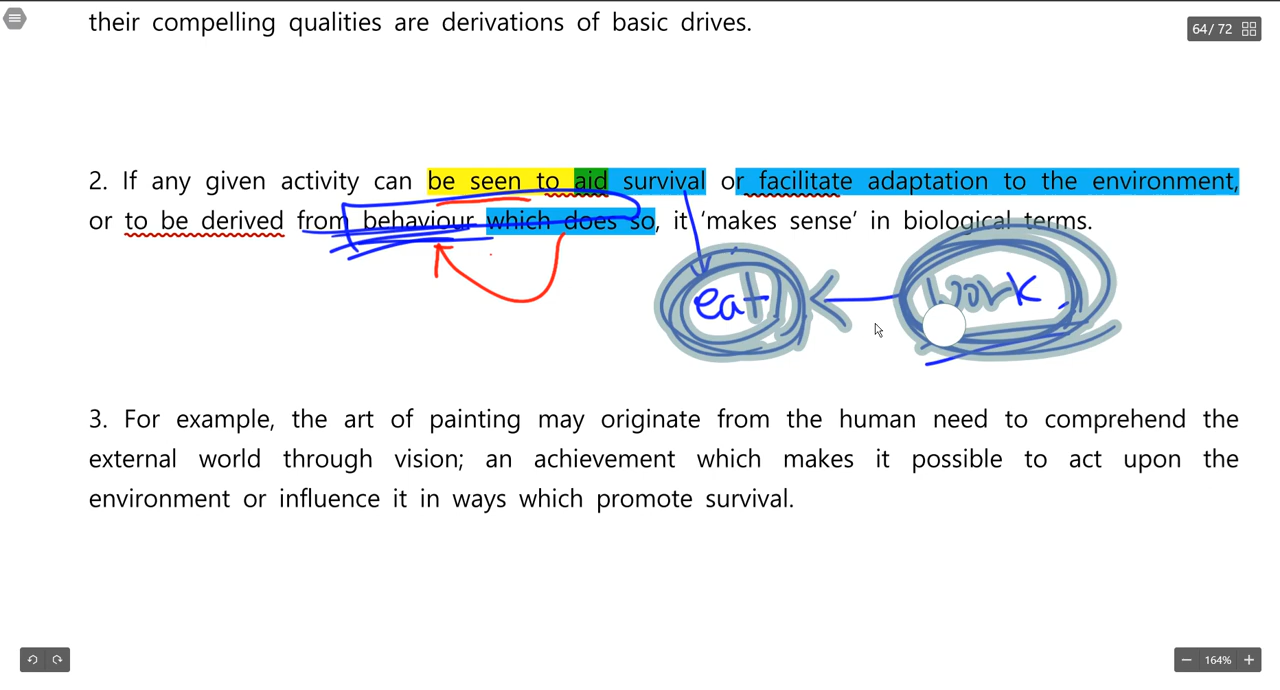 their compelling qualities are derivations of basic drives.
64/ 72
2. If any given activity can be seen to aid survival or facilitate adaptation to the environment,
or to be derived from behaviour which does so, it ‘makes sense’ in biological terms.
eat
work
3. For example, the art of painting may originate from the human need to comprehend the
external world through vision; an achievement which makes it possible to act upon the
environment or influence it in ways which promote survival.
164%